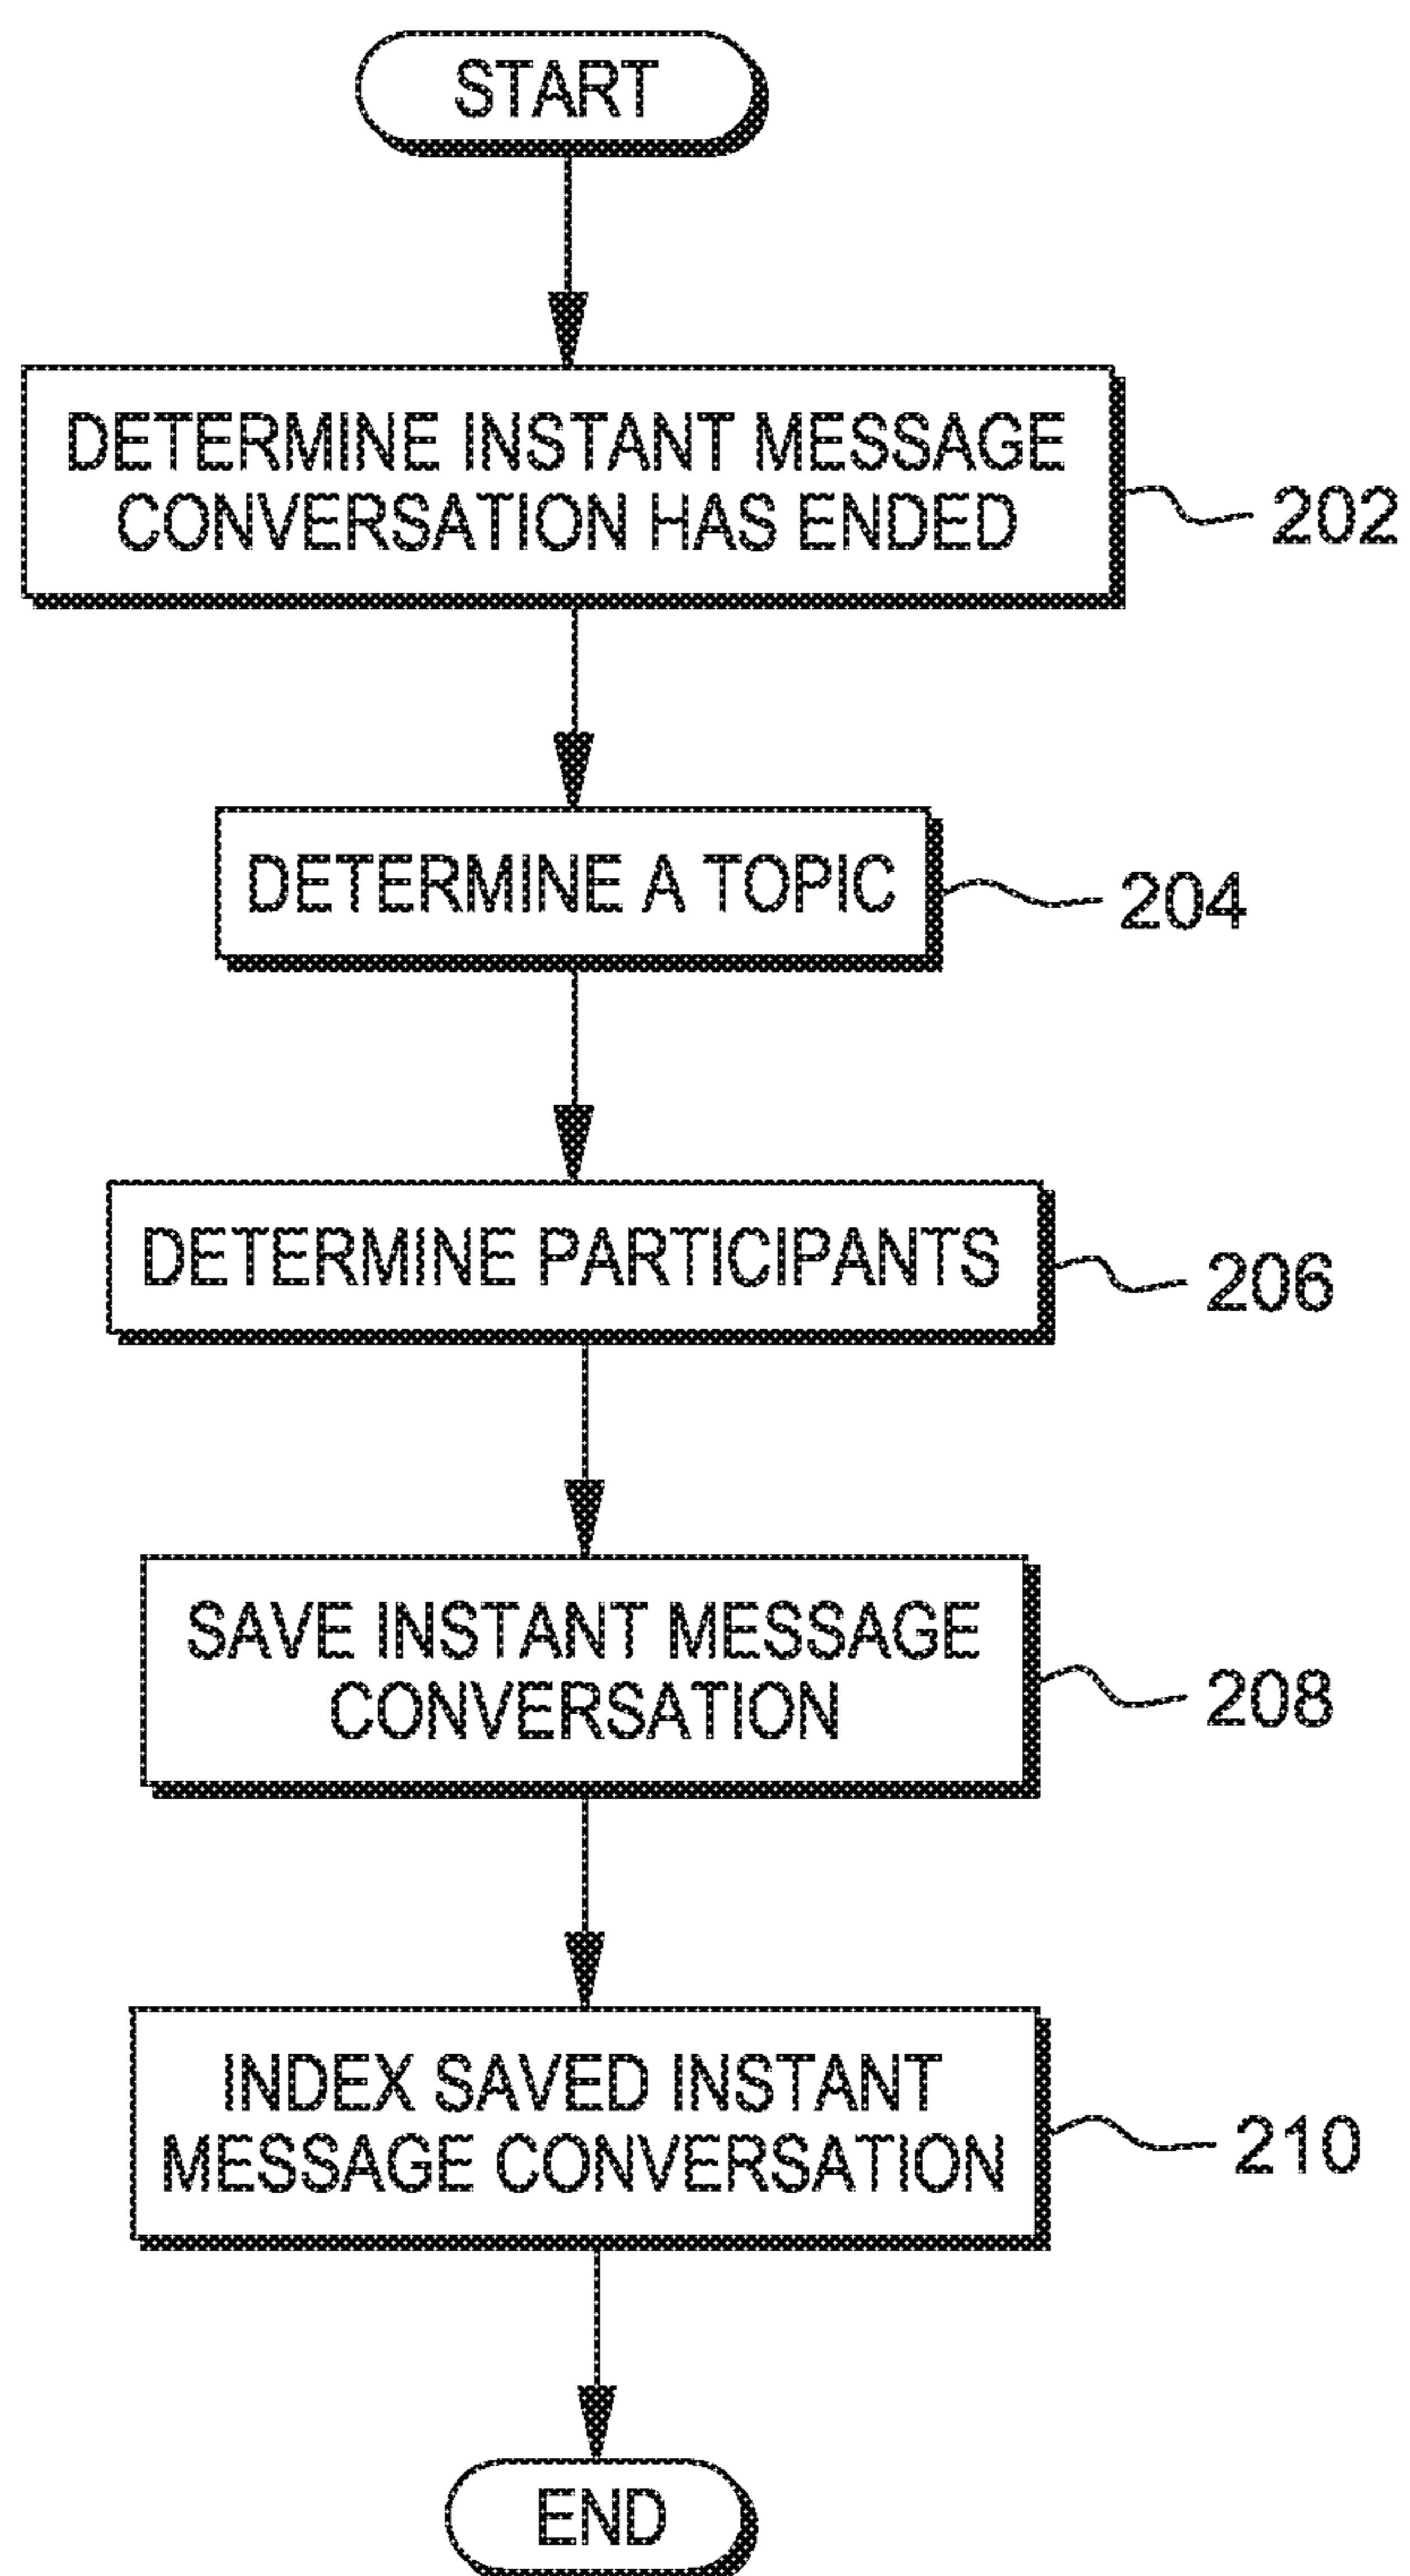 START
DETERMINE INSTANT MESSAGE
CONVERSATION HAS ENDED
202
DETERMINE A TOPIC
204
DETERMINE PARTICIPANTS
206
SAVE INSTANT MESSAGE
CONVERSATION
208
INDEX SAVED INSTANT
MESSAGE CONVERSATION
210
END